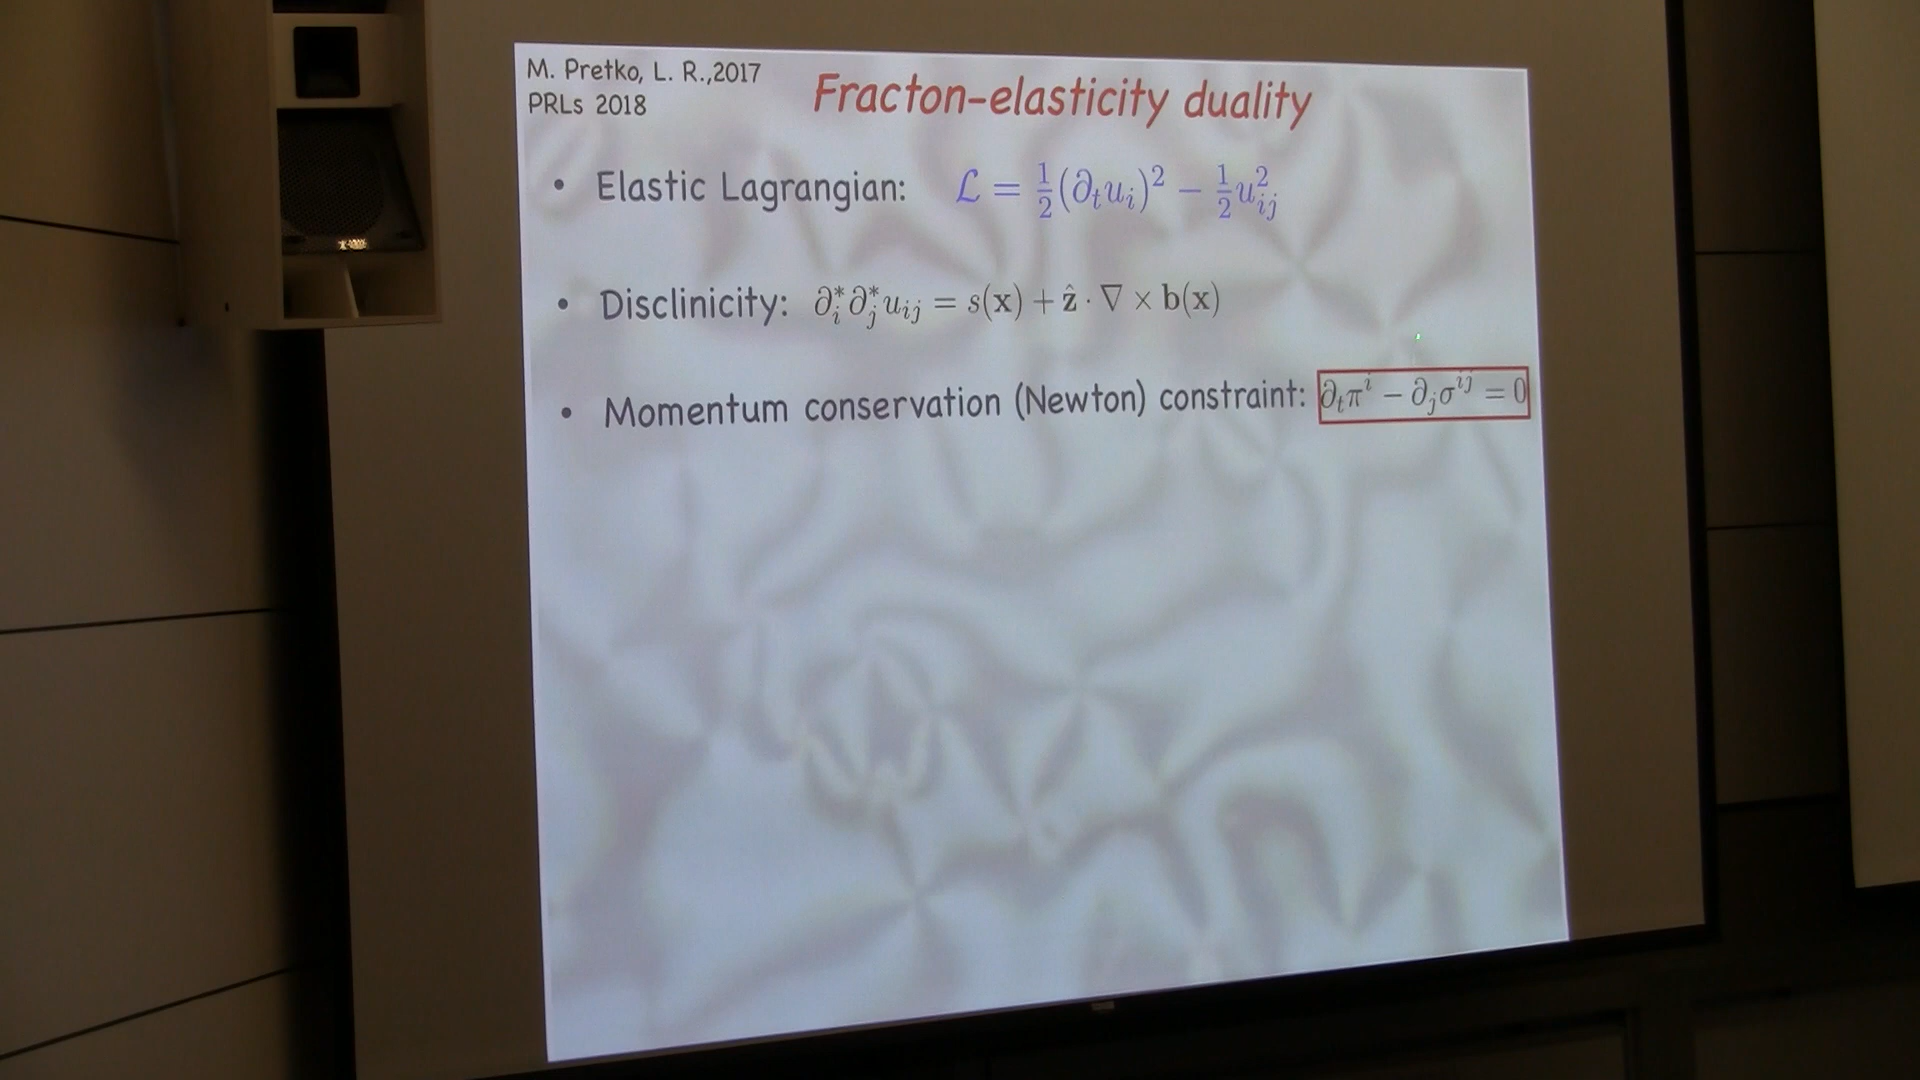 M. Pretko, L. R.,2017
PRLs 2018
Fracton-elasticity duality
• Elastic Lagrangian: ℒ = ½(∂ₜuᵢ)² − ½u²ᵢⱼ
• Disclinicity: ∂ᵢ*∂ⱼ*uᵢⱼ = s(𝐱) + 𝐳̂ · ∇ × 𝐛(𝐱)
• Momentum conservation (Newton) constraint: ∂ₜπⁱ − ∂ⱼσⁱʲ = 0